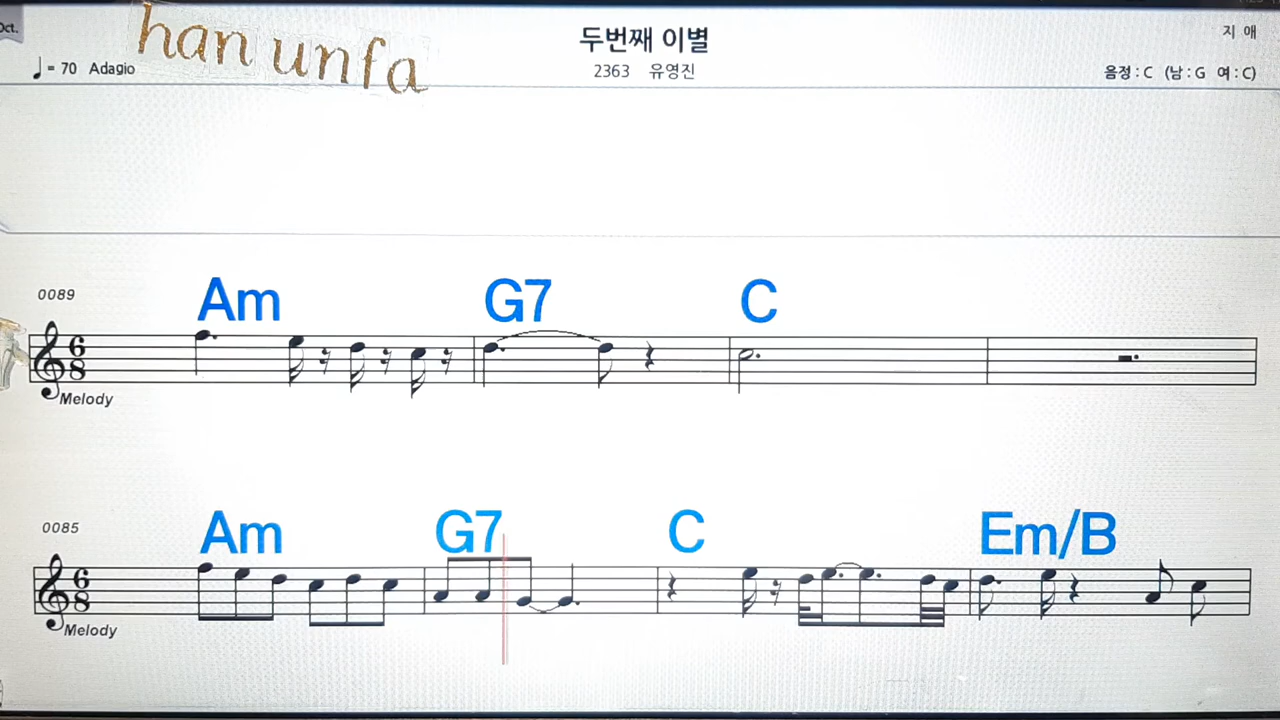 Oct.
han unfa
두번째 이별
지 애
♩= 70 Adagio
2363 유영진
음정 : C (남 : G 여 : C)
0089
Am G7 C
6
8
Melody
0085
Am G7 C Em/B
6
8
Melody